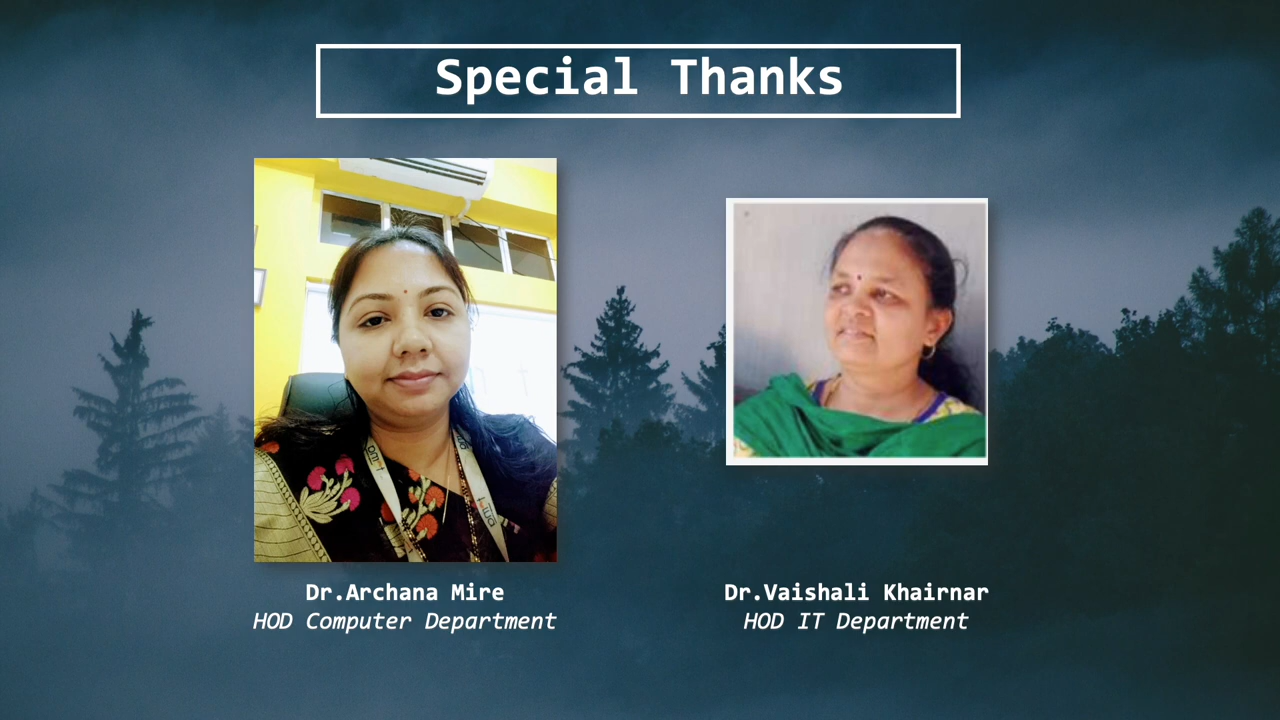 Special Thanks
Dr.Archana Mire
HOD Computer Department
Dr.Vaishali Khairnar
HOD IT Department